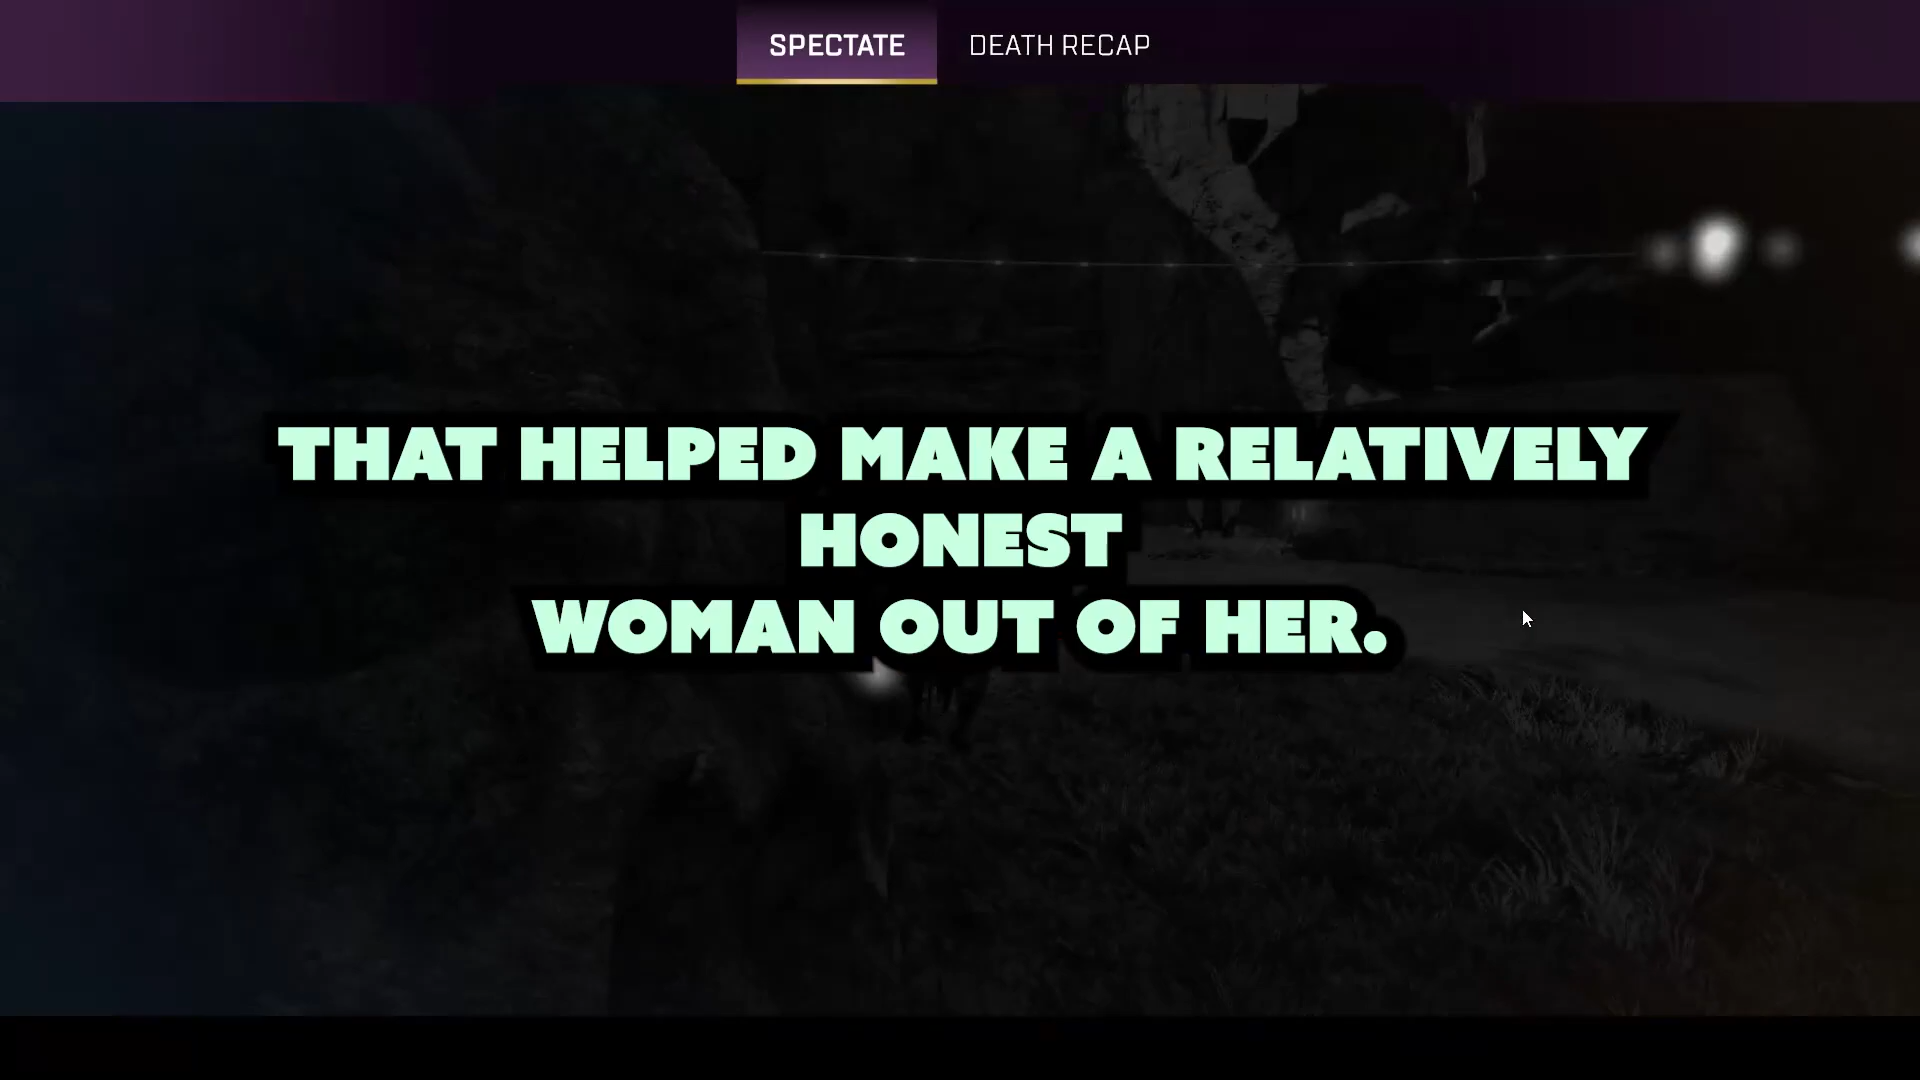 SPECTATE DEATH RECAP
THAT HELPED MAKE A RELATIVELY
HONEST
WOMAN OUT OF HER.